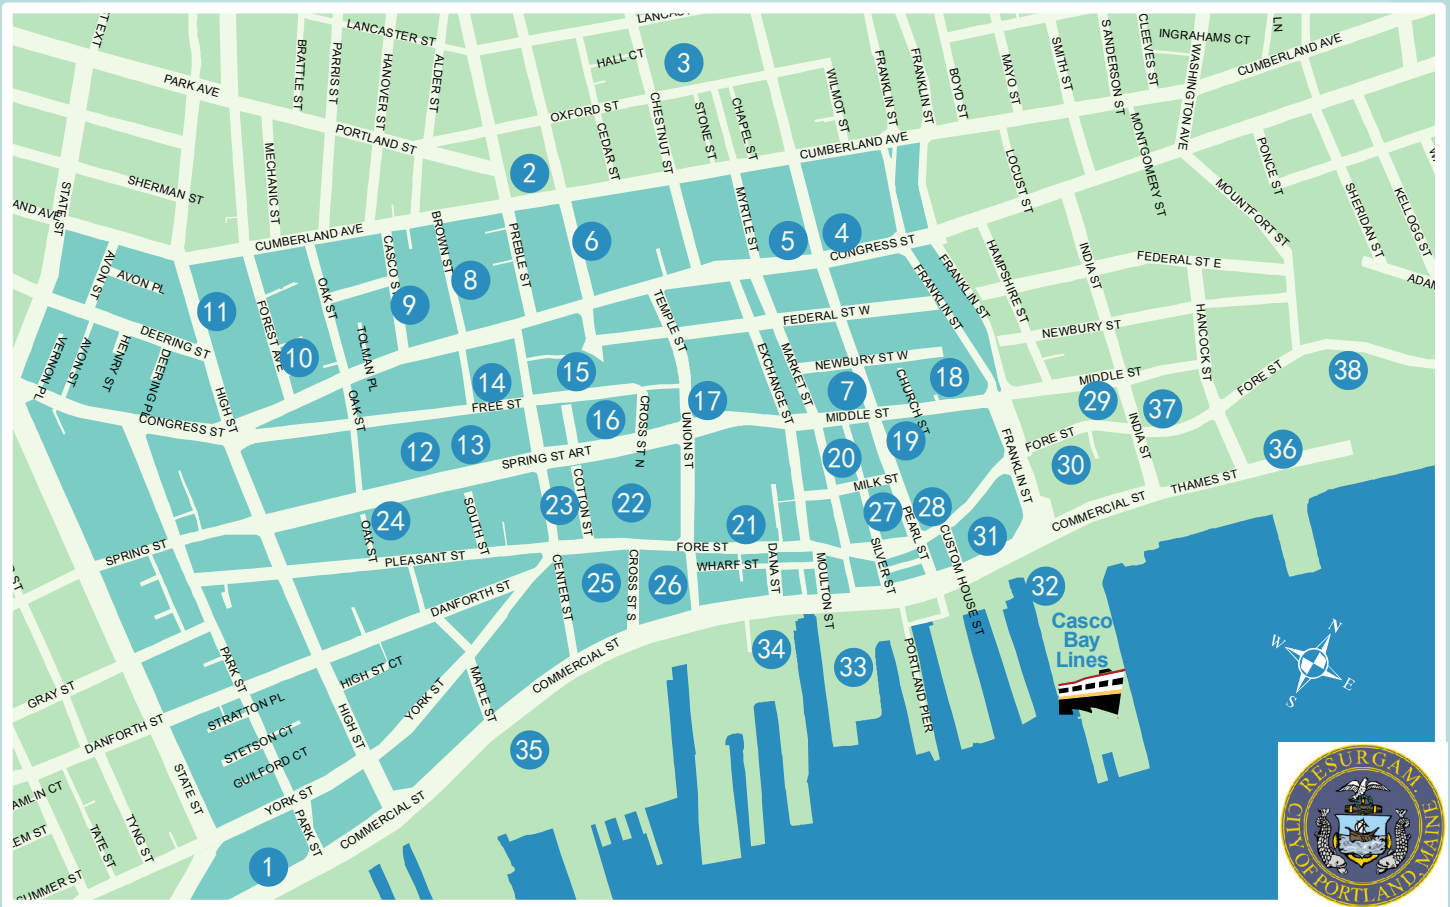 LANCASTER ST
INGRAHAMS CT
CUMBERLAND AVE
PARK AVE
BRATTLE ST
PARRIS ST
HANOVER ST
ALDER ST
HALL CT
3
OXFORD ST
CEDAR ST
CHESTNUT ST
STONE ST
CHAPEL ST
WILMOT ST
FRANKLIN ST
FRANKLIN ST
BOYD ST
MAYO ST
SMITH ST
SANDERSON ST
CLEEVES ST
WASHINGTON AVE
LN
PORTLAND ST
MECHANIC ST
SHERMAN ST
STATE ST
2
CUMBERLAND AVE
LOCUST ST
MONTGOMERY ST
MOUNTFORT ST
PONCE ST
SHERIDAN ST
KELLOGG ST
CUMBERLAND AVE
CASCO ST
BROWN ST
PREBLE ST
6
MYRTLE ST
5
4
CONGRESS ST
FRANKLIN ST
FRANKLIN ST
HAMPSHIRE ST
INDIA ST
FEDERAL ST E
AVON ST
AVON PL
11
FOREST AVE
OAK ST
9
8
TEMPLE ST
FEDERAL ST W
NEWBURY ST
HANCOCK ST
DEERING ST
VERNON PL
AVON ST
HENRY ST
DEERING PL
10
TOLMAN PL
14
15
EXCHANGE ST
MARKET ST
NEWBURY ST W
7
CHURCH ST
18
MIDDLE ST
FORE ST
38
CONGRESS ST
HIGH ST
OAK ST
FREE ST
16
CROSS ST N
17
UNION ST
MIDDLE ST
19
29
37
INDIA ST
12
13
SPRING ST ART
20
FORE ST
30
36
24
SOUTH ST
23
COTTON ST
22
21
MILK ST
27
28
PEARL ST
FRANKLIN ST
COMMERCIAL ST
THAMES ST
SPRING ST
OAK ST
PLEASANT ST
FORE ST
WHARF ST
DANA ST
MOULTON ST
SILVER ST
CUSTOM HOUSE ST
31
DANFORTH ST
CENTER ST
25
CROSS ST S
26
32
Casco
Bay
Lines
N
W
E
S
PARK ST
HIGH ST CT
MAPLE ST
COMMERCIAL ST
34
33
PORTLAND PIER
GRAY ST
STRATTON PL
YORK ST
DANFORTH ST
STETSON CT
GUILFORD CT
HIGH ST
35
STATE ST
YORK ST
PARK ST
COMMERCIAL ST
TATE ST
TYNG ST
1
RESURGAM.
CITY OF PORTLAND, MAINE